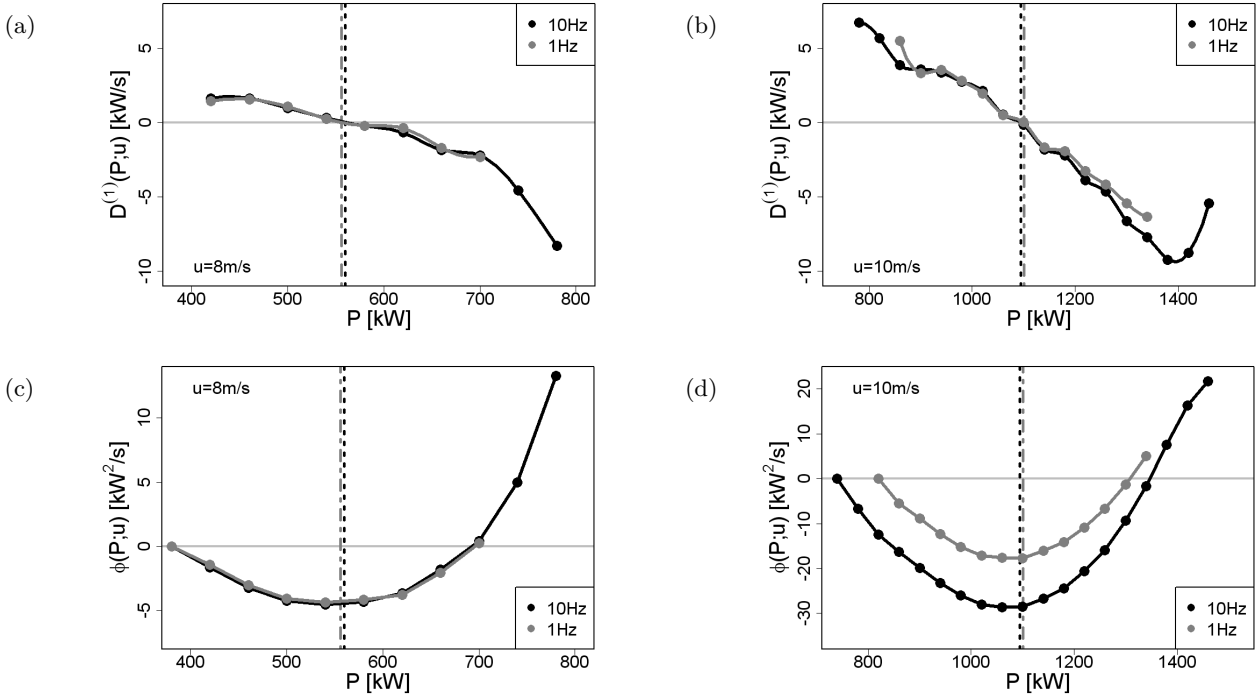 (a)
D(1)(P;u) [kW/s]
5
0
-5
-10
10Hz
1Hz
u=8m/s
400 500 600 700 800
P [kW]
(b)
D(1)(P;u) [kW/s]
5
0
-5
-10
10Hz
1Hz
u=10m/s
800 1000 1200 1400
P [kW]
(c)
ϕ(P;u) [kW2/s]
10
5
0
-5
u=8m/s
10Hz
1Hz
400 500 600 700 800
P [kW]
(d)
ϕ(P;u) [kW2/s]
20
10
0
-10
-20
-30
u=10m/s
10Hz
1Hz
800 1000 1200 1400
P [kW]